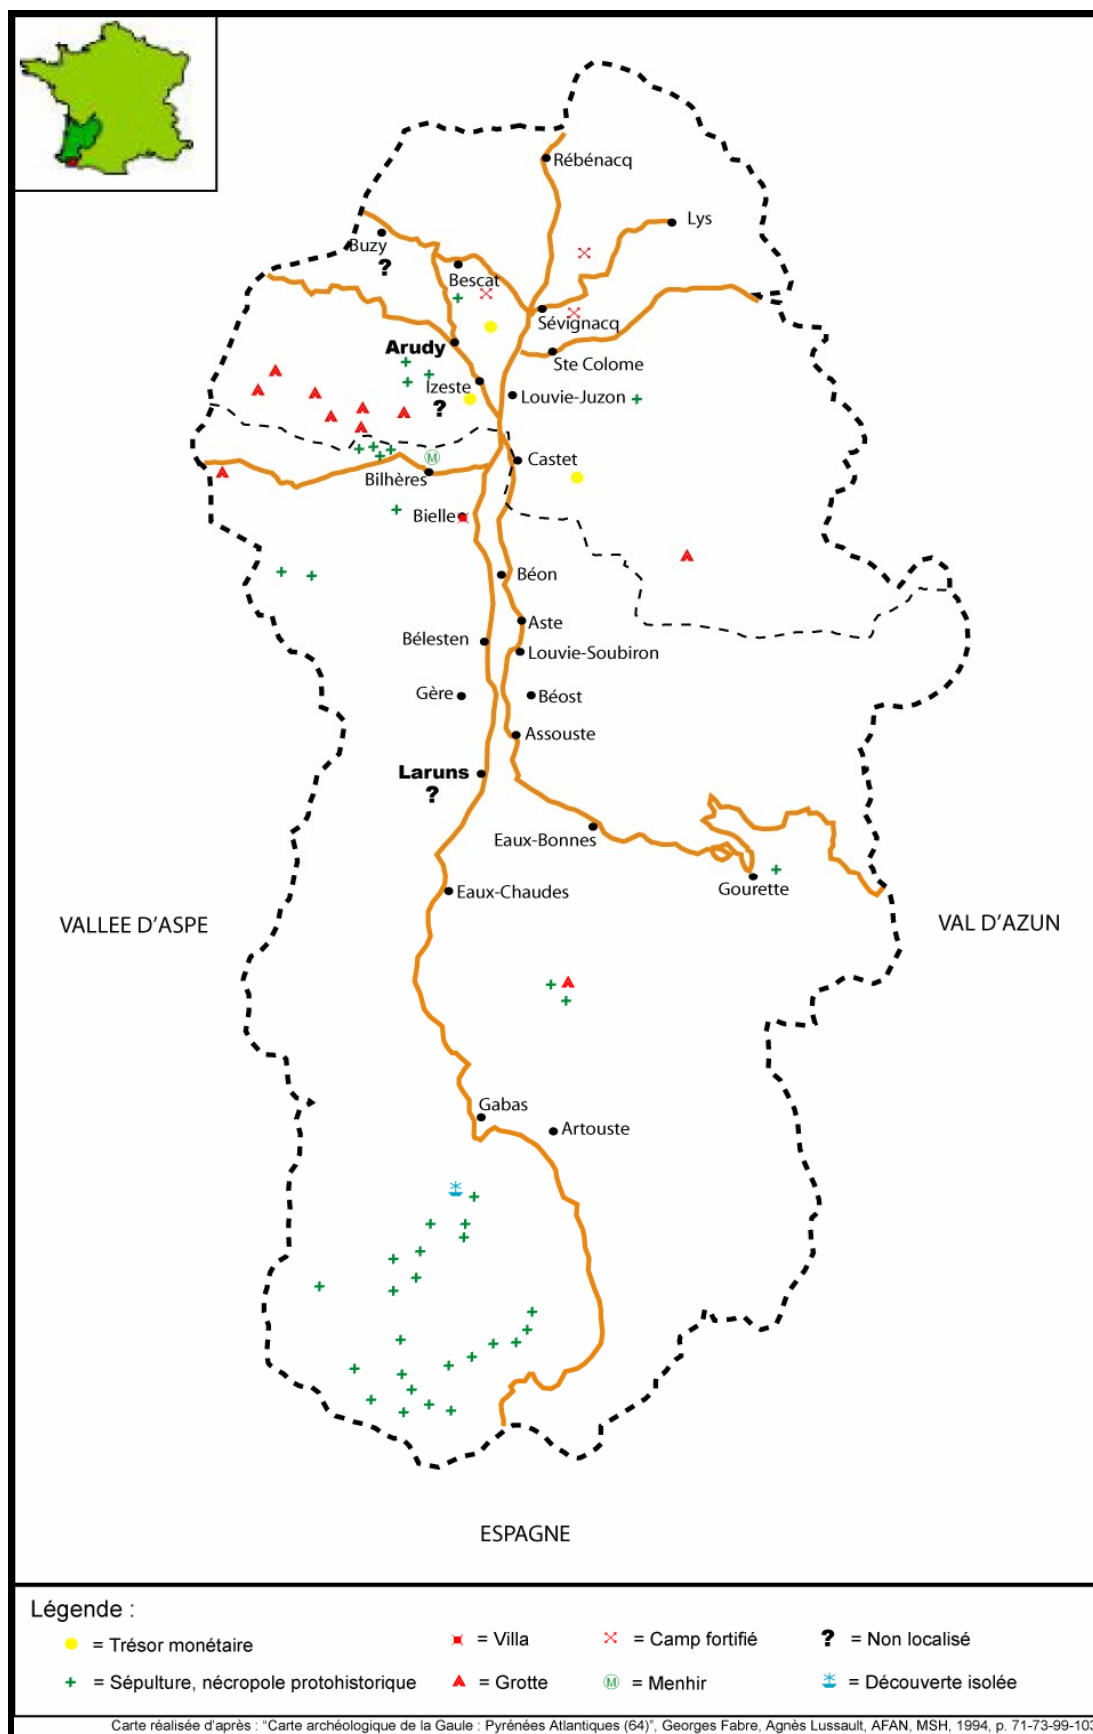 Rébénacq
Lys
Buzy
?
Bescat
Sévignacq
Arudy
Ste Colome
Izeste
?
Louvie-Juzon
Castet
M
Bilhères
Bielle
Béon
Aste
Bélesten
Louvie-Soubiron
Gère
Béost
Assouste
Laruns
?
Eaux-Bonnes
Gourette
Eaux-Chaudes
VALLEE D'ASPE
VAL D'AZUN
Gabas
Artouste
ESPAGNE
Légende :
= Trésor monétaire
= Villa
= Camp fortifié
? = Non localisé
= Sépulture, nécropole protohistorique
= Grotte
M = Menhir
= Découverte isolée
Carte réalisée d'après : "Carte archéologique de la Gaule : Pyrénées Atlantiques (64)", Georges Fabre, Agnès Lussault, AFAN, MSH, 1994, p. 71-73-99-103